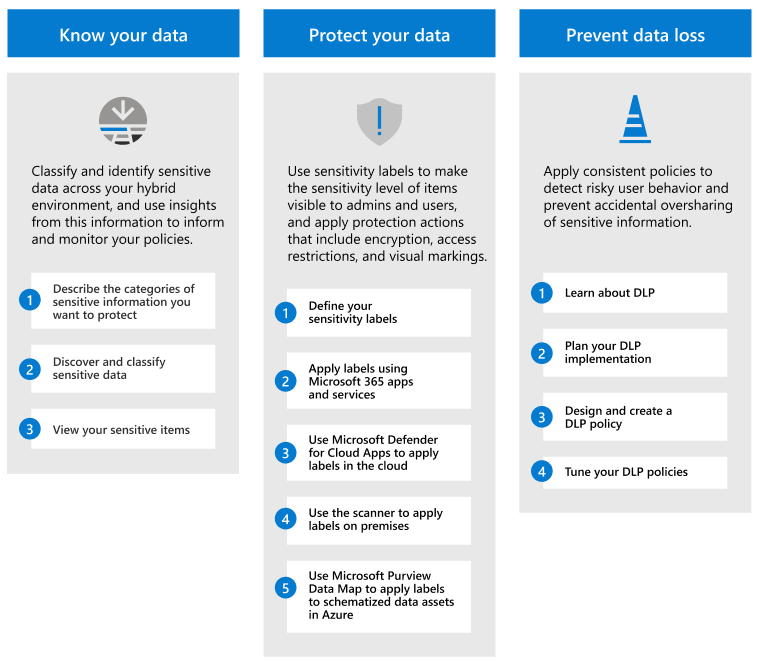 Know your data
Classify and identify sensitive
data across your hybrid
environment, and use insights
from this information to inform
and monitor your policies.
1
Describe the categories of
sensitive information you
want to protect
2
Discover and classify
sensitive data
3
View your sensitive items
Protect your data
Use sensitivity labels to make
the sensitivity level of items
visible to admins and users,
and apply protection actions
that include encryption, access
restrictions, and visual markings.
1
Define your
sensitivity labels
2
Apply labels using
Microsoft 365 apps
and services
3
Use Microsoft Defender
for Cloud Apps to apply
labels in the cloud
4
Use the scanner to apply
labels on premises
5
Use Microsoft Purview
Data Map to apply labels
to schematized data assets
in Azure
Prevent data loss
Apply consistent policies to
detect risky user behavior and
prevent accidental oversharing
of sensitive information.
1
Learn about DLP
2
Plan your DLP
implementation
3
Design and create a
DLP policy
4
Tune your DLP policies